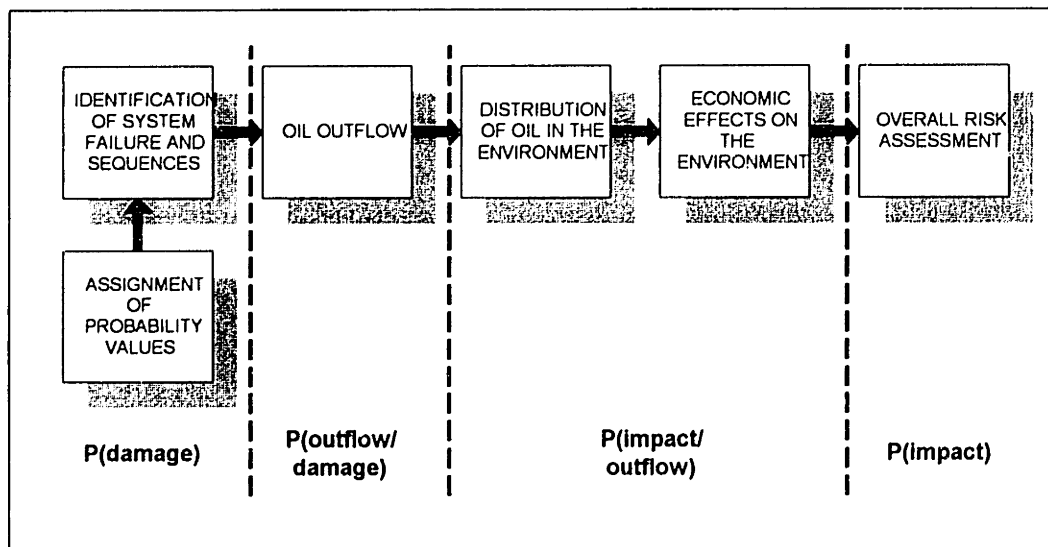 IDENTIFICATION
OF SYSTEM
FAILURE AND
SEQUENCES
OIL OUTFLOW
DISTRIBUTION
OF OIL IN THE
ENVIRONMENT
ECONOMIC
EFFECTS ON
THE
ENVIRONMENT
OVERALL RISK
ASSESSMENT
ASSIGNMENT
OF
PROBABILITY
VALUES
P(damage)
P(outflow/
damage)
P(impact/
outflow)
P(impact)